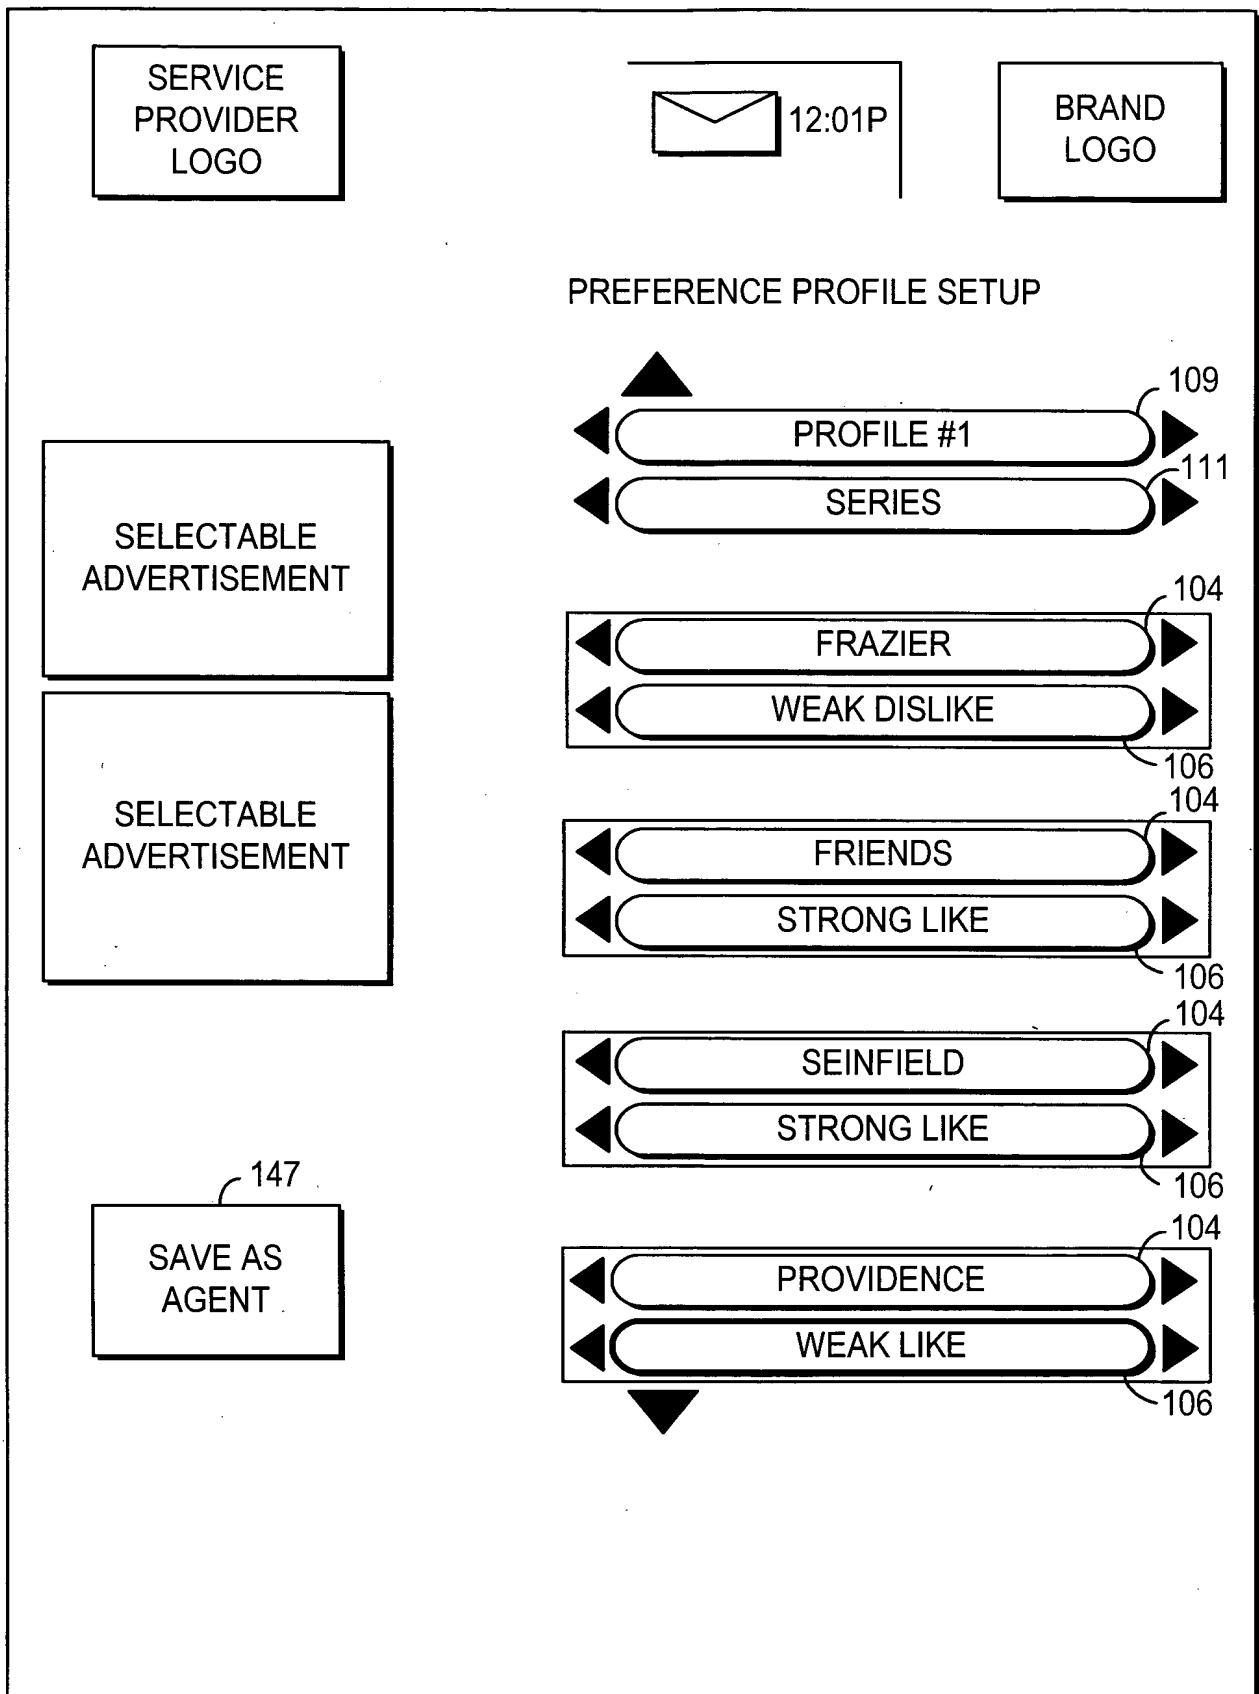 SERVICE
PROVIDER
LOGO
12:01P
BRAND
LOGO
PREFERENCE PROFILE SETUP
109
PROFILE #1
111
SERIES
SELECTABLE
ADVERTISEMENT
104
FRAZIER
WEAK DISLIKE
106
SELECTABLE
ADVERTISEMENT
104
FRIENDS
STRONG LIKE
106
104
SEINFIELD
STRONG LIKE
106
147
SAVE AS
AGENT
104
PROVIDENCE
WEAK LIKE
106